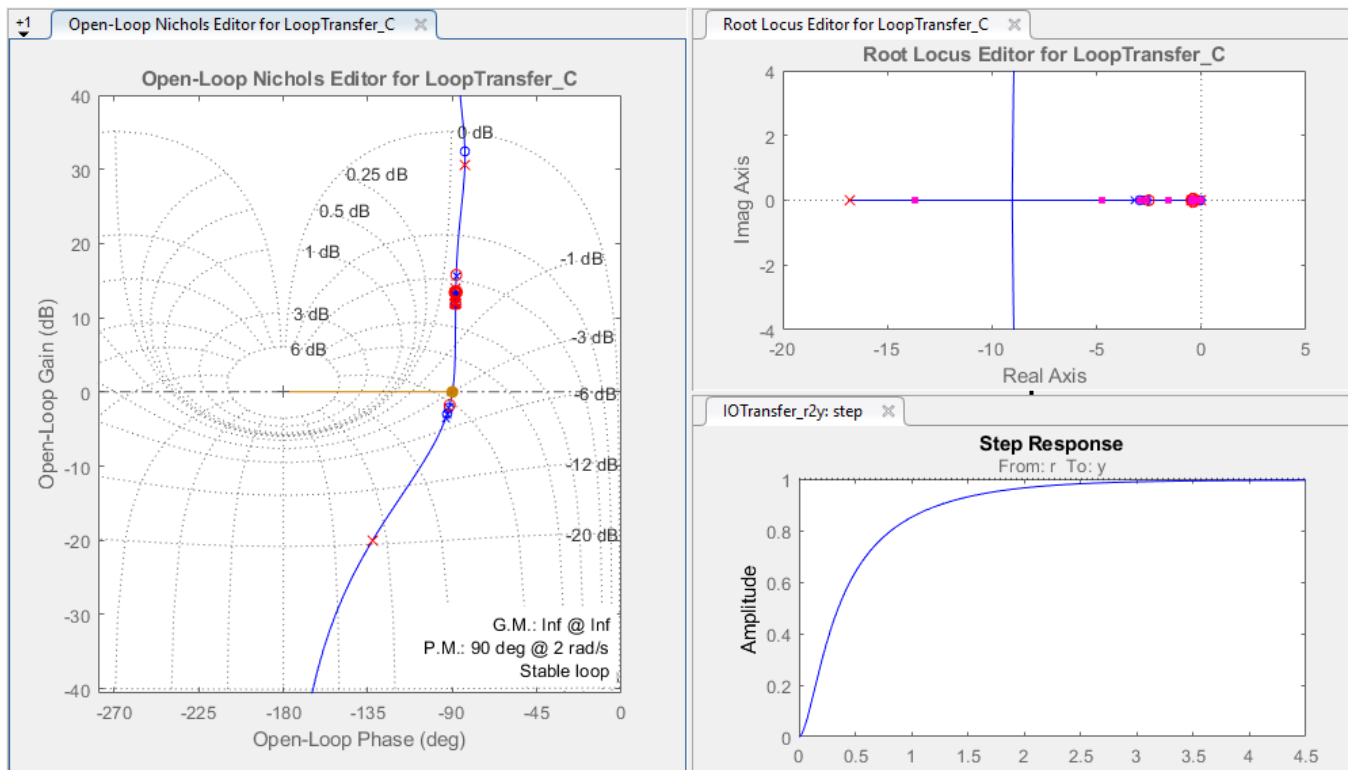 +1
Open-Loop Nichols Editor for LoopTransfer_C
Open-Loop Nichols Editor for LoopTransfer_C
40
30
20
10
0
-10
-20
-30
-40
Open-Loop Gain (dB)
0 dB
0.25 dB
0.5 dB
1 dB
3 dB
6 dB
-1 dB
-3 dB
-6 dB
-12 dB
-20 dB
G.M.: Inf @ Inf
P.M.: 90 deg @ 2 rad/s
Stable loop
-270 -225 -180 -135 -90 -45 0
Open-Loop Phase (deg)
Root Locus Editor for LoopTransfer_C
Root Locus Editor for LoopTransfer_C
4
2
0
-2
-4
Imag Axis
-20 -15 -10 -5 0 5
Real Axis
IOTransfer_r2y: step
Step Response
From: r To: y
1
0.8
0.6
0.4
0.2
0
Amplitude
0 0.5 1 1.5 2 2.5 3 3.5 4 4.5